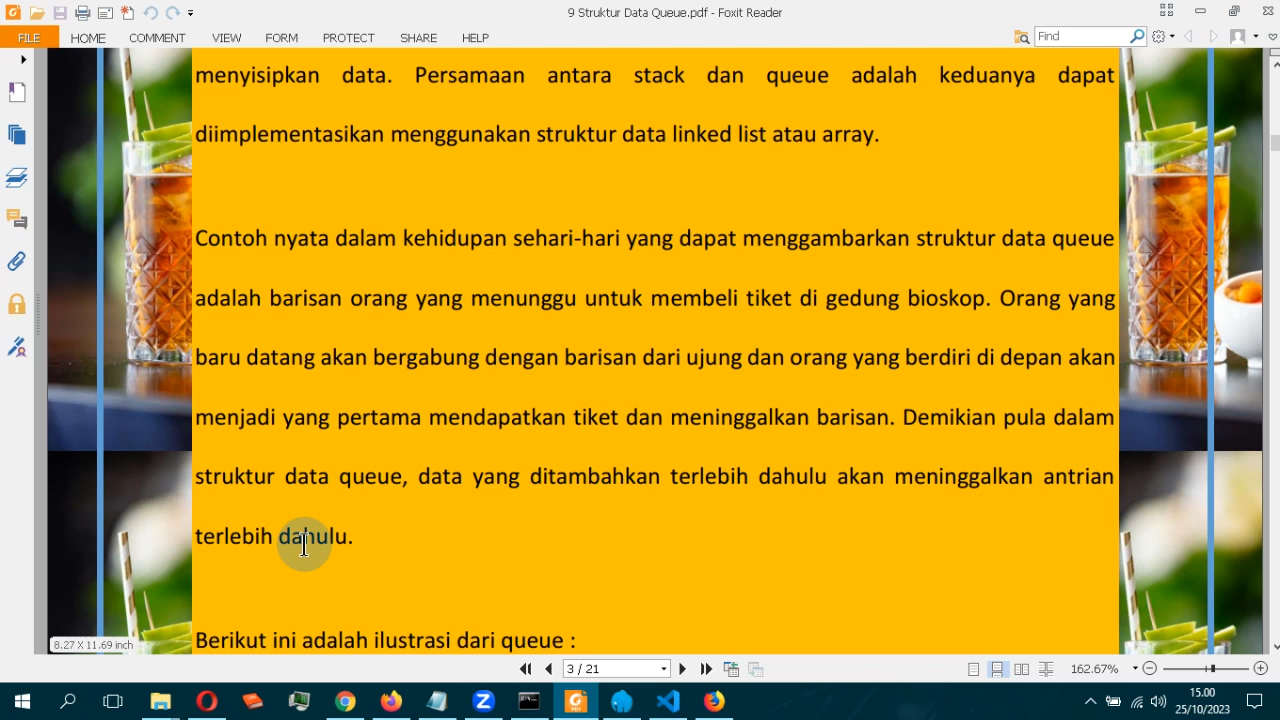 9 Struktur Data Queue.pdf - Foxit Reader
FILE HOME COMMENT VIEW FORM PROTECT SHARE HELP
Find
menyisipkan data. Persamaan antara stack dan queue adalah keduanya dapat
diimplementasikan menggunakan struktur data linked list atau array.
Contoh nyata dalam kehidupan sehari-hari yang dapat menggambarkan struktur data queue
adalah barisan orang yang menunggu untuk membeli tiket di gedung bioskop. Orang yang
baru datang akan bergabung dengan barisan dari ujung dan orang yang berdiri di depan akan
menjadi yang pertama mendapatkan tiket dan meninggalkan barisan. Demikian pula dalam
struktur data queue, data yang ditambahkan terlebih dahulu akan meninggalkan antrian
terlebih dahulu.
Berikut ini adalah ilustrasi dari queue :
8.27 X 11.69 inch
3 / 21
162.67%
15.00
25/10/2023